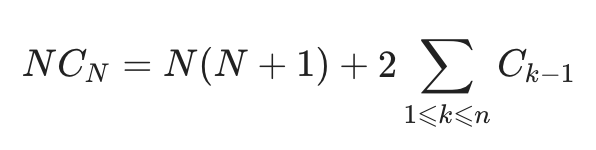 NC_N = N(N + 1) + 2 ∑_{1⩽k⩽n} C_{k−1}